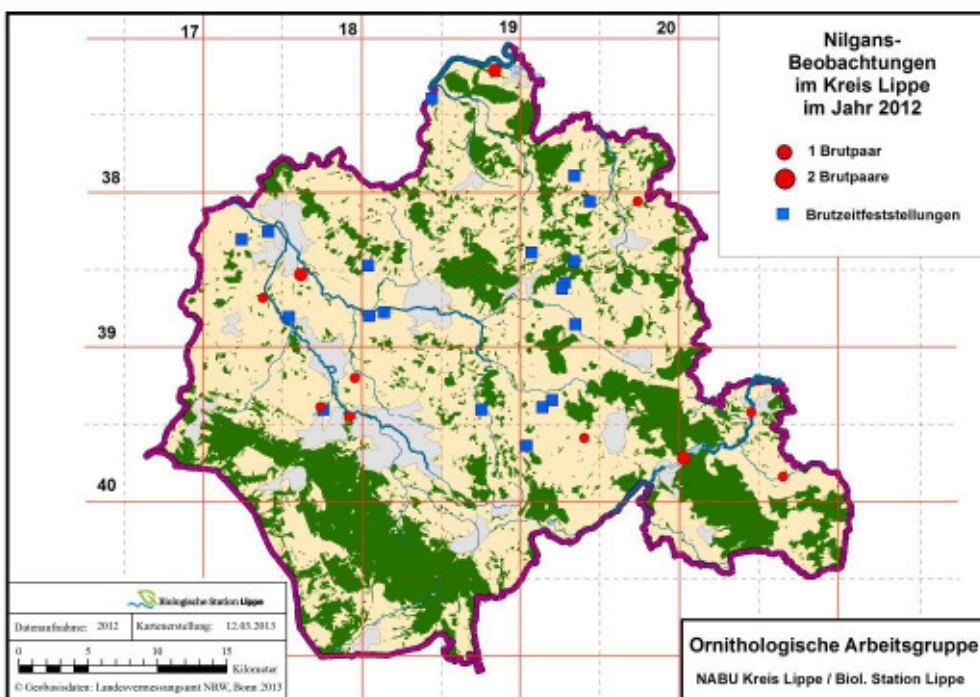 17
18
19
20
38
39
40
Nilgans-
Beobachtungen
im Kreis Lippe
im Jahr 2012
1 Brutpaar
2 Brutpaare
Brutzeitfeststellungen
Biologische Station Lippe
Datenaufnahme: 2012 Kartenerstellung: 12.03.2013
0 5 10 15
Kilometer
© Geobasisdaten: Landesvermessungsamt NRW, Bonn 2013
Ornithologische Arbeitsgruppe
NABU Kreis Lippe / Biol. Station Lippe